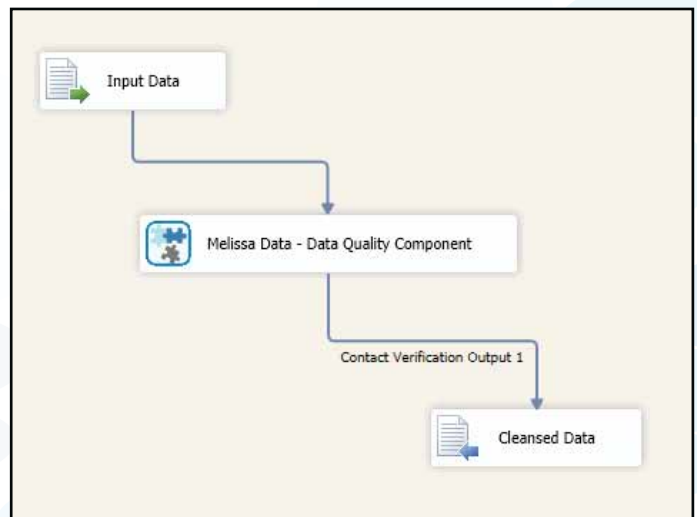 Input Data
Melissa Data - Data Quality Component
Contact Verification Output 1
Cleansed Data